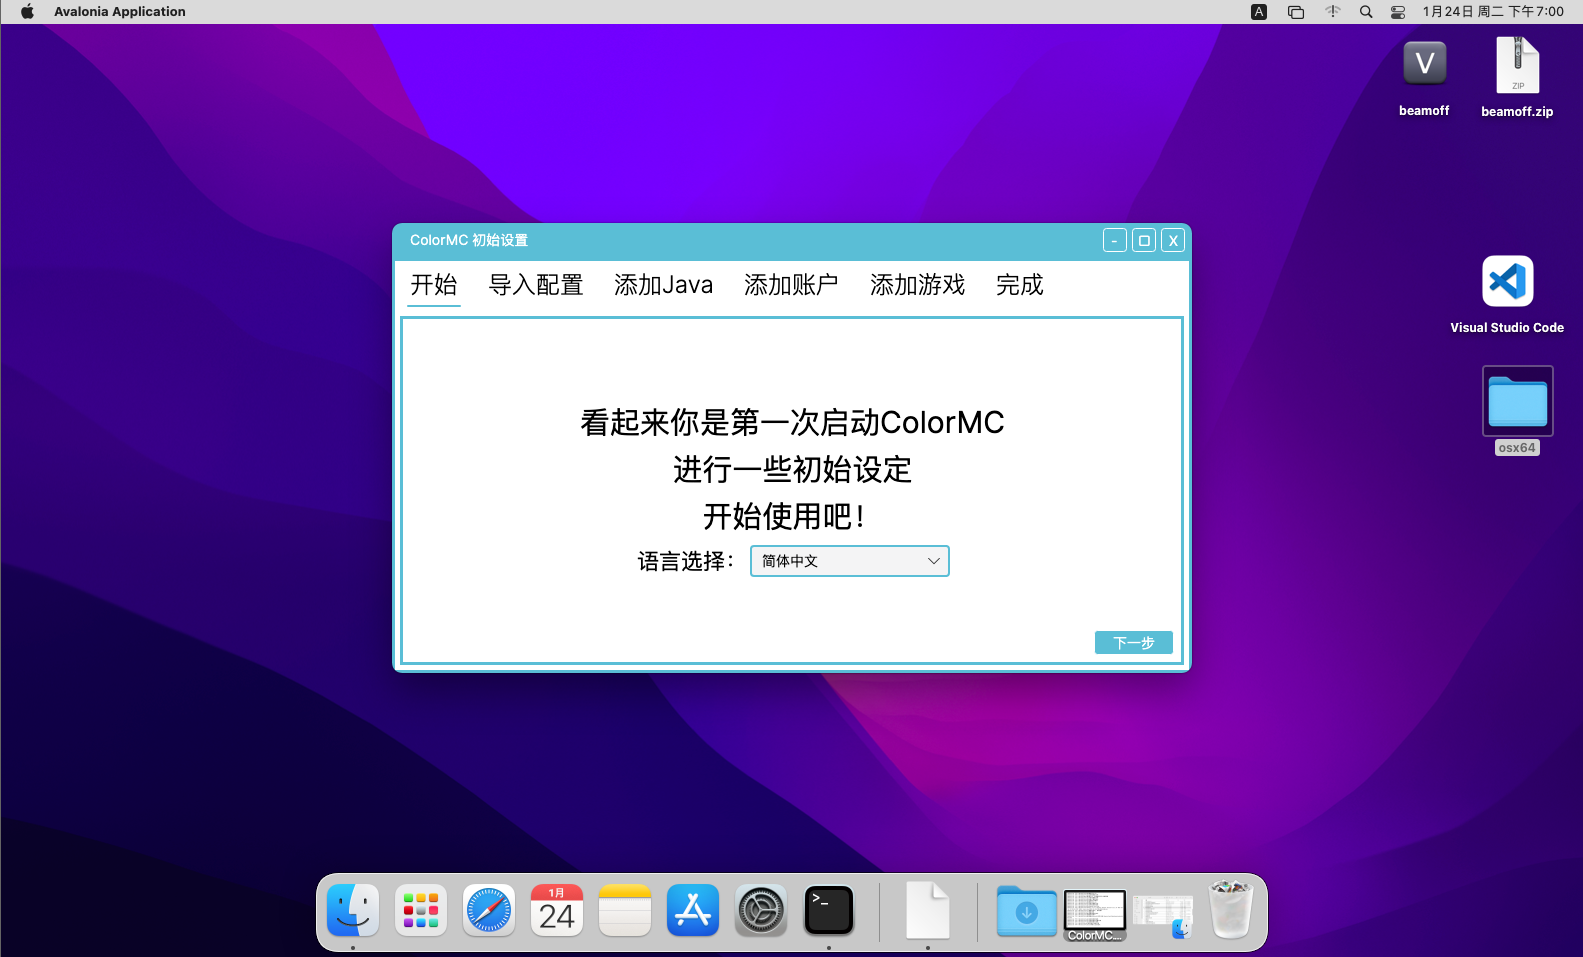 Avalonia Application
A
1月24日 周二 下午7:00
V
beamoff
ZIP
beamoff.zip
ColorMC 初始设置
- X
开始 导入配置 添加Java 添加账户 添加游戏 完成
看起来你是第一次启动ColorMC
进行一些初始设定
开始使用吧！
语言选择： 简体中文
下一步
Visual Studio Code
osx64
1月
24
>_
ColorMC...